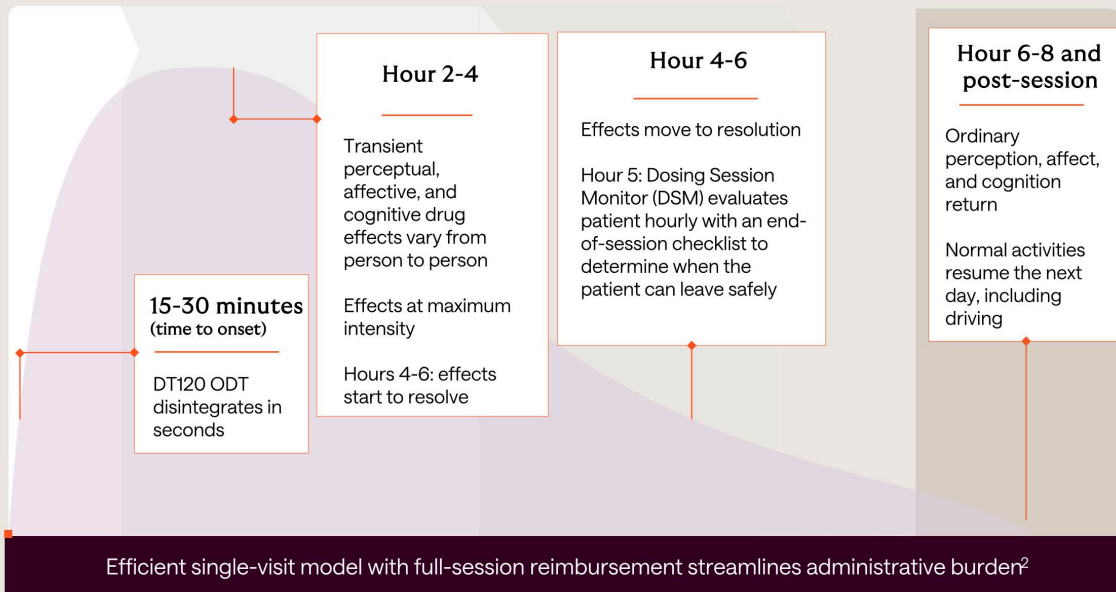 15-30 minutes
(time to onset)
DT120 ODT
disintegrates in
seconds
Hour 2-4
Transient
perceptual,
affective, and
cognitive drug
effects vary from
person to person
Effects at maximum
intensity
Hours 4-6: effects
start to resolve
Hour 4-6
Effects move to resolution
Hour 5: Dosing Session
Monitor (DSM) evaluates
patient hourly with an end-
of-session checklist to
determine when the
patient can leave safely
Hour 6-8 and
post-session
Ordinary
perception, affect,
and cognition
return
Normal activities
resume the next
day, including
driving
Efficient single-visit model with full-session reimbursement streamlines administrative burden²